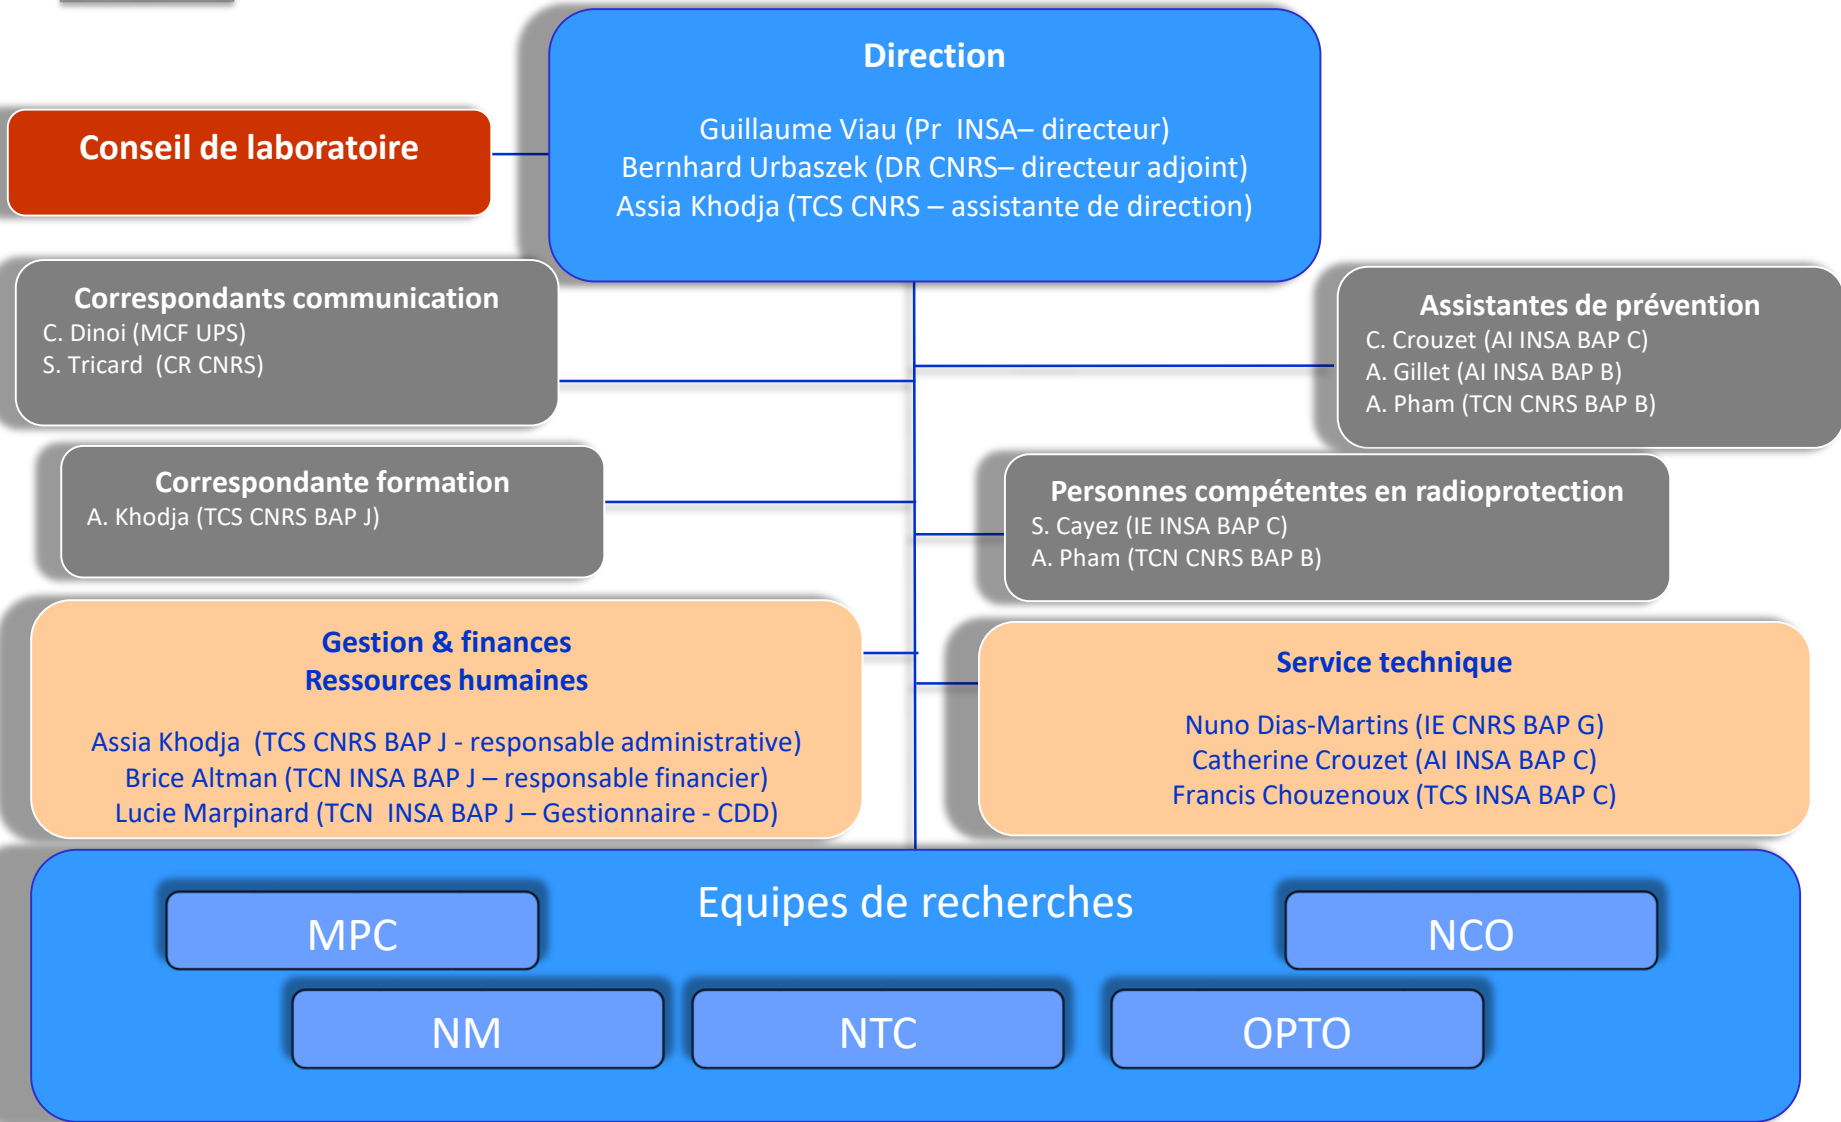 Direction
Guillaume Viau (Pr  INSA– directeur)
Bernhard Urbaszek (DR CNRS– directeur adjoint)
Assia Khodja (TCS CNRS – assistante de direction)
Conseil de laboratoire
Correspondants communication
C. Dinoi (MCF UPS)
S. Tricard  (CR CNRS)
Assistantes de prévention
C. Crouzet (AI INSA BAP C)
A. Gillet (AI INSA BAP B)
A. Pham (TCN CNRS BAP B)
Correspondante formation
A. Khodja (TCS CNRS BAP J)
Personnes compétentes en radioprotection
S. Cayez (IE INSA BAP C)
A. Pham (TCN CNRS BAP B)
Gestion & finances
Ressources humaines
Assia Khodja  (TCS CNRS BAP J - responsable administrative)
Brice Altman (TCN INSA BAP J – responsable financier)
Lucie Marpinard (TCN  INSA BAP J – Gestionnaire - CDD)
Service technique
Nuno Dias-Martins (IE CNRS BAP G)
Catherine Crouzet (AI INSA BAP C)
Francis Chouzenoux (TCS INSA BAP C)
Equipes de recherches
MPC
NCO
NM
NTC
OPTO